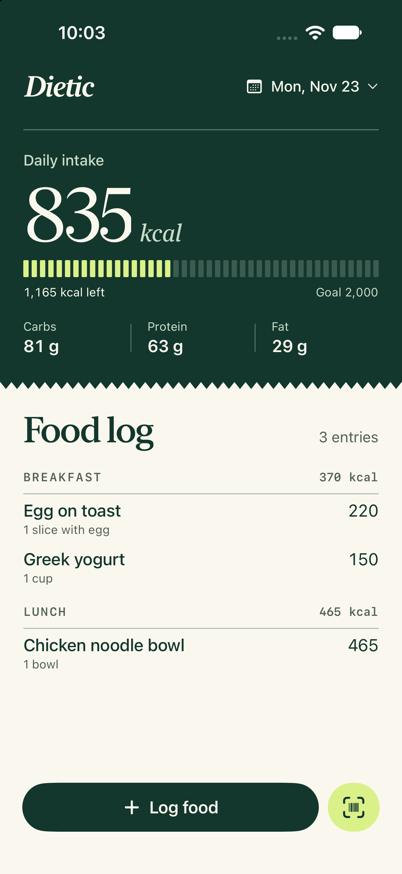 10:03
Dietic
Mon, Nov 23
Daily intake
835 kcal
1,165 kcal left
Goal 2,000
Carbs
81 g
Protein
63 g
Fat
29 g
Food log
3 entries
BREAKFAST
370 kcal
Egg on toast
220
1 slice with egg
Greek yogurt
150
1 cup
LUNCH
465 kcal
Chicken noodle bowl
465
1 bowl
+ Log food